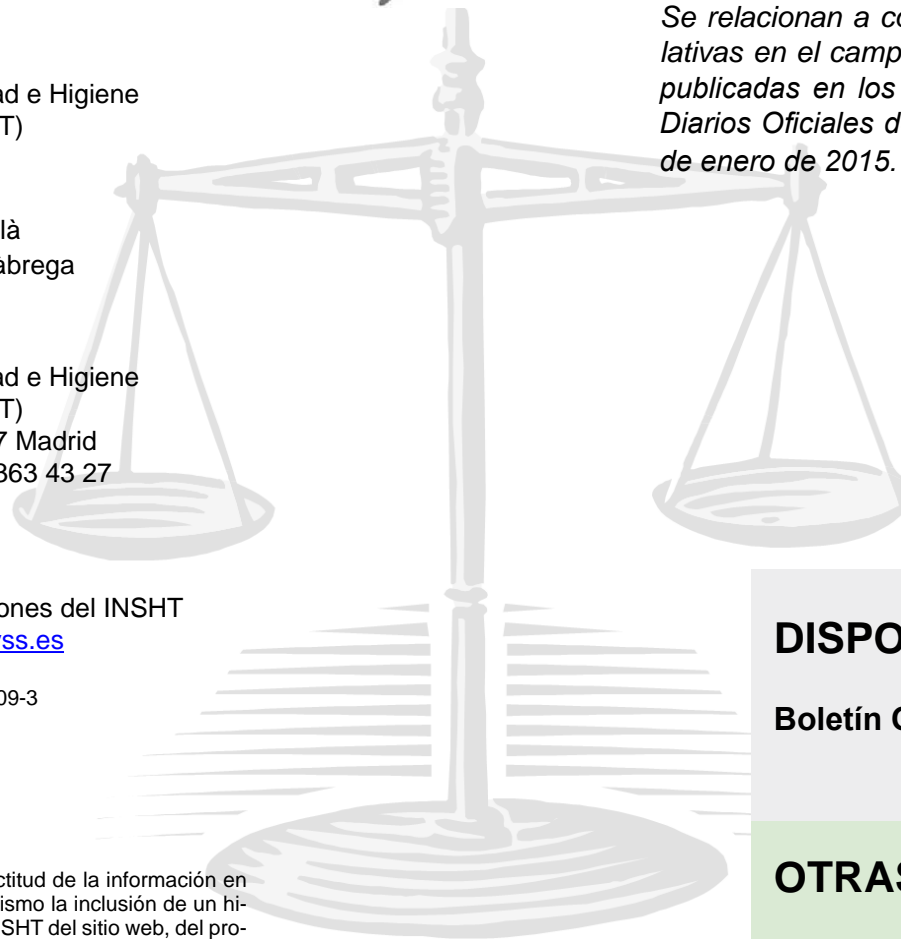 ad e Higiene
T)
là
àbrega
ad e Higiene
T)
7 Madrid
363 43 27
ones del INSHT
vss.es
09-3
ctitud de la información en
ismo la inclusión de un hi-
SHT del sitio web, del pro-
Se relacionan a co
lativas en el camp
publicadas en los
Diarios Oficiales d
de enero de 2015.
DISPO
Boletín O
OTRAS